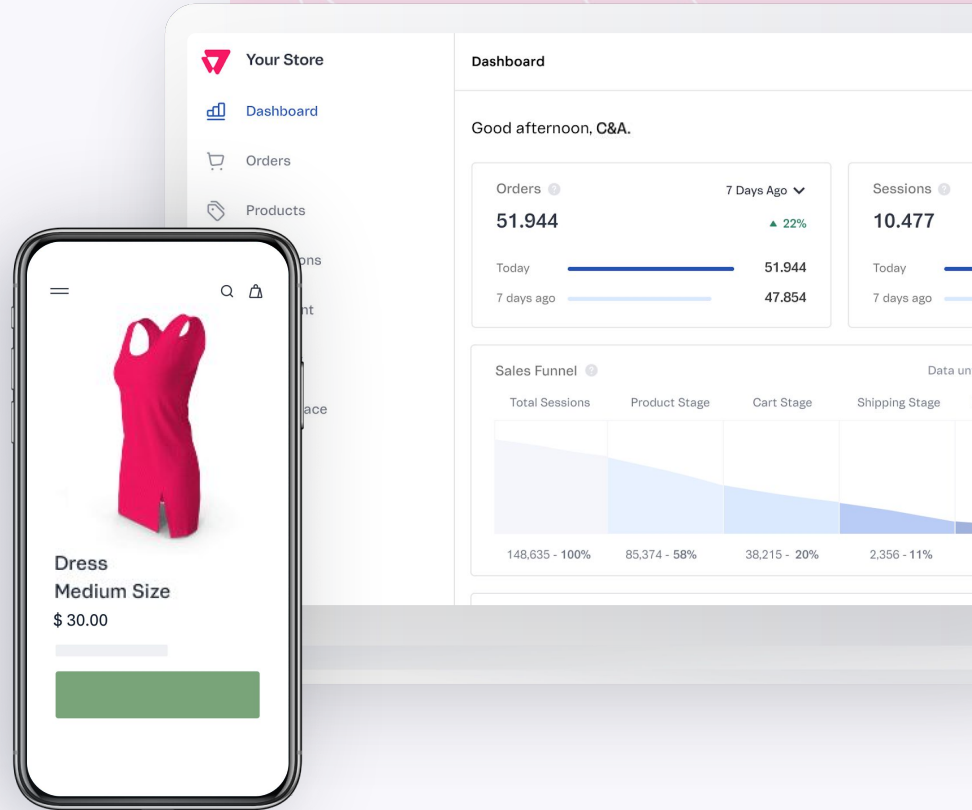 Your Store
Dashboard
Orders
Products
ons
nt
ace
Dashboard
Good afternoon, C&A.
Orders
7 Days Ago
51.944
▲ 22%
Today
51.944
7 days ago
47.854
Sessions
10.477
Today
7 days ago
Sales Funnel
Data un
Total Sessions
Product Stage
Cart Stage
Shipping Stage
148,635 - 100%
85,374 - 58%
38,215 - 20%
2,356 - 11%
Dress
Medium Size
$ 30.00